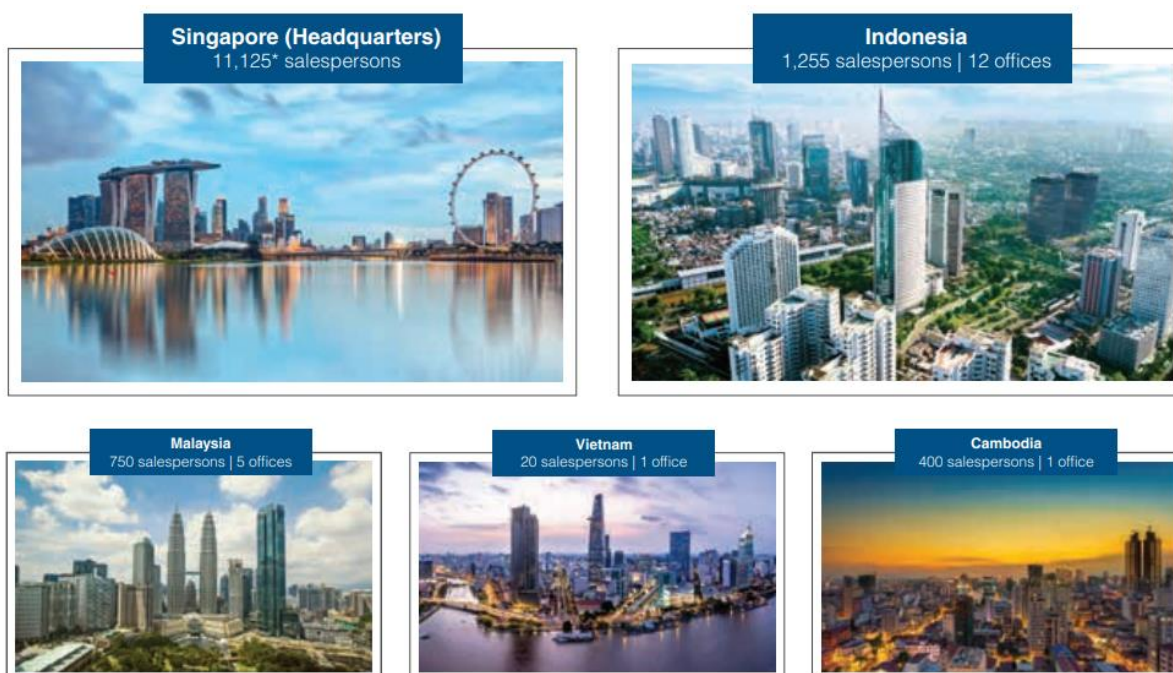 Singapore (Headquarters)
11,125* salespersons
Indonesia
1,255 salespersons | 12 offices
Malaysia
750 salespersons | 5 offices
Vietnam
20 salespersons | 1 office
Cambodia
400 salespersons | 1 office